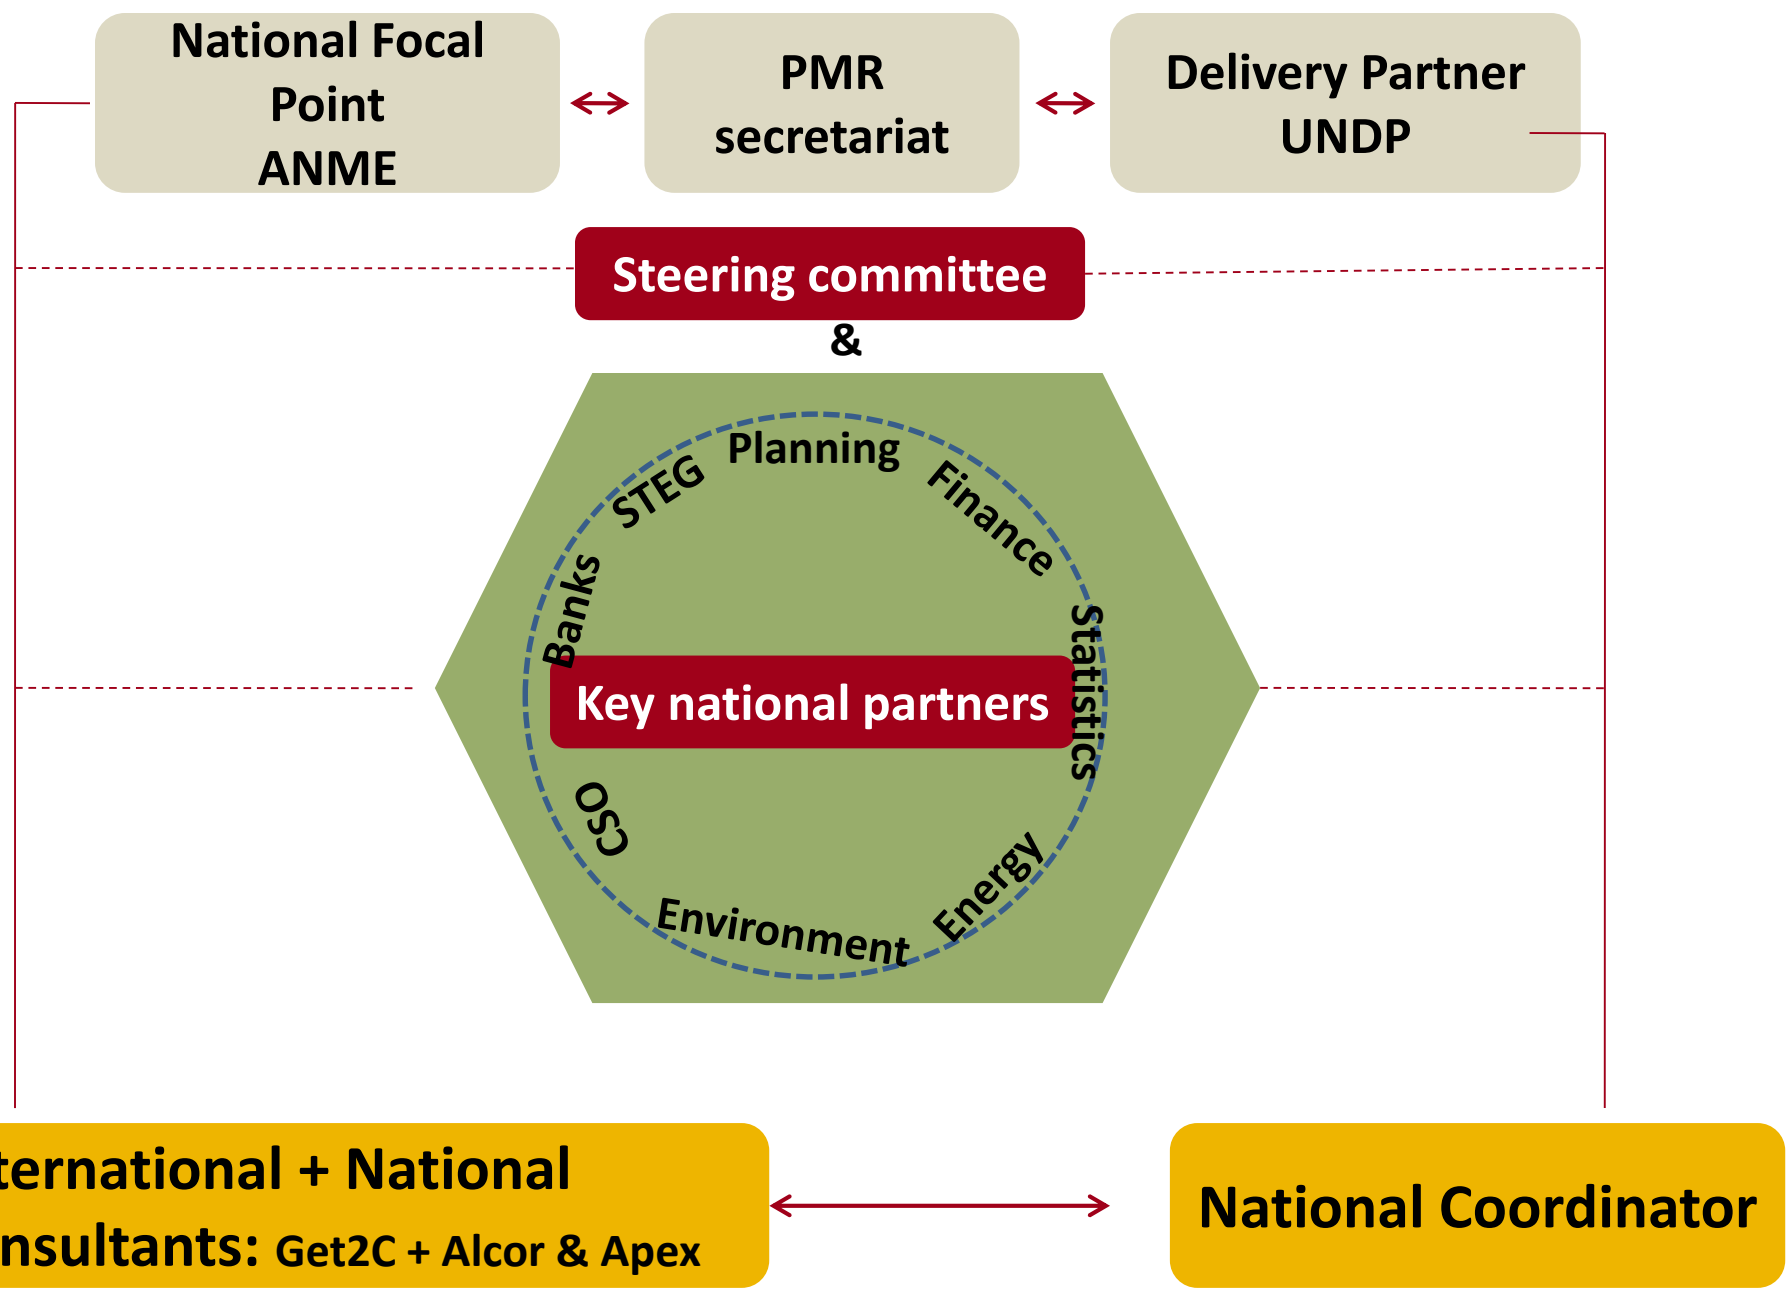 National Focal
Point
ANME
PMR
secretariat
Delivery Partner
UNDP
Steering committee
&
Planning
STEG
Finance
Banks
Statistics
Key national partners
CSO
Energy
Environment
ternational + National
nsultants: Get2C + Alcor & Apex
National Coordinator